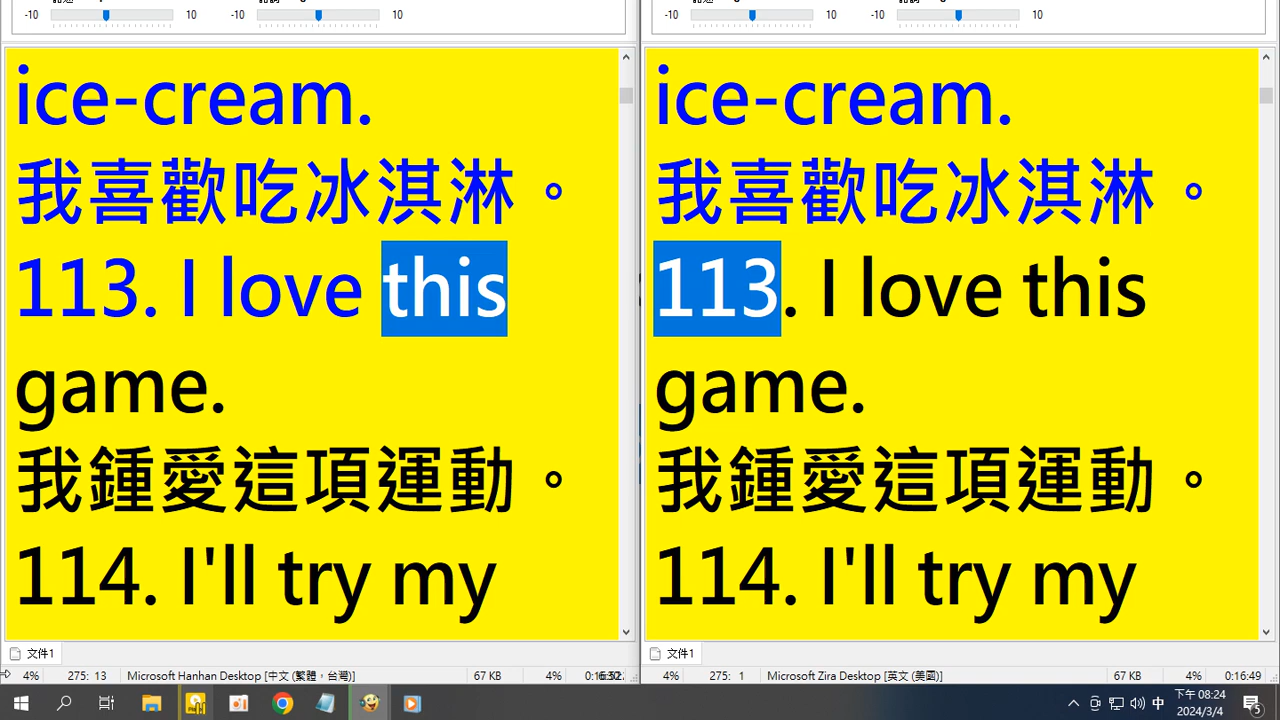 -10 10 -10 10
ice-cream.
我喜歡吃冰淇淋。
113. I love this
game.
我鍾愛這項運動。
114. I'll try my
文件1
4% 275: 13 Microsoft Hanhan Desktop [中文 (繁體，台灣)] 67 KB 4%
-10 10 -10 10
ice-cream.
我喜歡吃冰淇淋。
113. I love this
game.
我鍾愛這項運動。
114. I'll try my
文件1
4% 275: 1 Microsoft Zira Desktop [英文 (美國)] 67 KB 4% 0:16:49
中 下午 08:24
2024/3/4
5